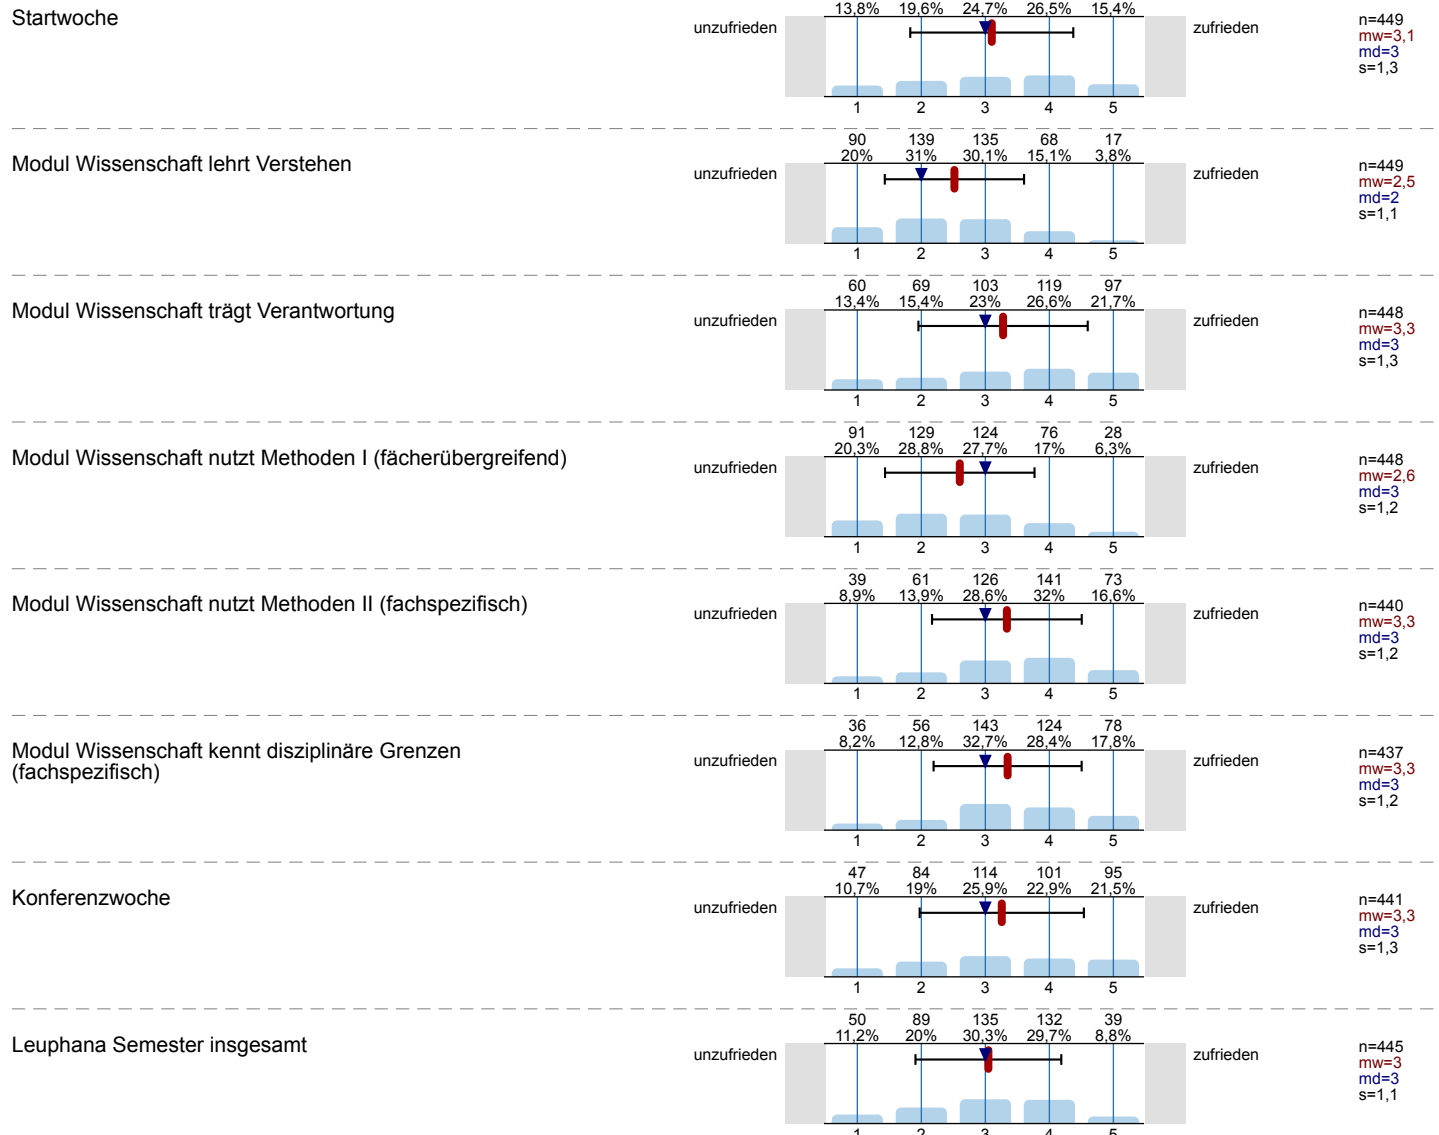 13,8% 19,6% 24,7% 26,5% 15,4%
Startwoche
unzufrieden zufrieden
n=449
mw=3,1
md=3
s=1,3
1 2 3 4 5
90 139 135 68 17
20% 31% 30,1% 15,1% 3,8%
Modul Wissenschaft lehrt Verstehen
unzufrieden zufrieden
n=449
mw=2,5
md=2
s=1,1
1 2 3 4 5
60 69 103 119 97
13,4% 15,4% 23% 26,6% 21,7%
Modul Wissenschaft trägt Verantwortung
unzufrieden zufrieden
n=448
mw=3,3
md=3
s=1,3
1 2 3 4 5
91 129 124 76 28
20,3% 28,8% 27,7% 17% 6,3%
Modul Wissenschaft nutzt Methoden I (fächerübergreifend)
unzufrieden zufrieden
n=448
mw=2,6
md=3
s=1,2
1 2 3 4 5
39 61 126 141 73
8,9% 13,9% 28,6% 32% 16,6%
Modul Wissenschaft nutzt Methoden II (fachspezifisch)
unzufrieden zufrieden
n=440
mw=3,3
md=3
s=1,2
1 2 3 4 5
36 56 143 124 78
8,2% 12,8% 32,7% 28,4% 17,8%
Modul Wissenschaft kennt disziplinäre Grenzen
(fachspezifisch)
unzufrieden zufrieden
n=437
mw=3,3
md=3
s=1,2
1 2 3 4 5
47 84 114 101 95
10,7% 19% 25,9% 22,9% 21,5%
Konferenzwoche
unzufrieden zufrieden
n=441
mw=3,3
md=3
s=1,3
1 2 3 4 5
50 89 135 132 39
11,2% 20% 30,3% 29,7% 8,8%
Leuphana Semester insgesamt
unzufrieden zufrieden
n=445
mw=3
md=3
s=1,1
1 2 3 4 5